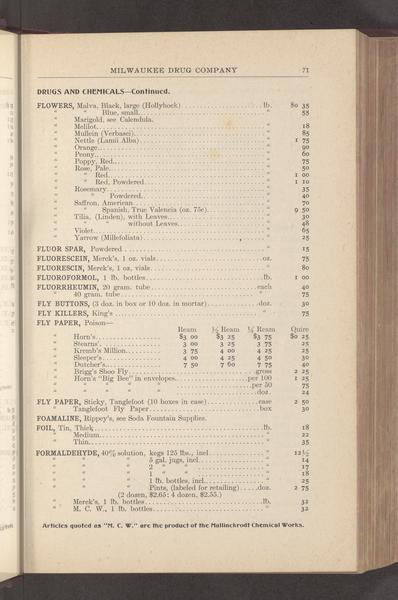 MILWAUKEE DRUG COMPANY 71
DRUGS AND CHEMICALS—Continued.
FLOWERS, Malva, Black, large (Hollyhock) lb. $0 35
" " Blue, small " 55
" Marigold, see Calendula.
" Melilot " 18
" Mullein (Verbasci) " 85
" Nettle (Lamii Alba) " 1 75
" Orange " 90
" Peony " 60
" Poppy, Red " 75
" Rose, Pale " 50
" " Red " 1 00
" " Red, Powdered " 1 10
" Rosemary " 35
" " Powdered " 40
" Saffron, American " 70
" " Spanish, True Valencia (oz. 75c) " 9 50
" Tilia, (Linden), with Leaves " 30
" " " without Leaves " 48
" Violet " 65
" Yarrow (Millefoliata) " 25
FLUOR SPAR, Powdered " 15
FLUORESCEIN, Merck's, 1 oz. vials oz. 75
FLUORESCIN, Merck's, 1 oz. vials " 80
FLUOROFORMOL, 1 lb. bottles lb. 1 00
FLUORRHEUMIN, 20 gram. tube each 40
" 40 gram. tube " 75
FLY BUTTONS, (3 doz. in box or 10 doz. in mortar) doz. 30
FLY KILLERS, King's " 75
FLY PAPER, Poison—
Ream ½ Ream ¼ Ream Quire
" Horn's $3 00 $3 25 $3 75 $0 25
" Stearns' 3 00 3 25 3 75 25
" Kremb's Million 3 75 4 00 4 25 25
" Sleeper's 4 00 4 25 4 50 30
" Dutcher's 7 50 7 60 7 75 40
" Brigg's Shoo Fly gross 2 25
" Horn's "Big Bee" in envelopes per 100 1 25
" " " " " per 50 75
" " " " " doz. 24
FLY PAPER, Sticky, Tanglefoot (10 boxes in case) case 2 50
" Tanglefoot Fly Paper box 30
FOAMALINE, Rippey's, see Soda Fountain Supplies.
FOIL, Tin, Thick lb. 18
" " Medium " 22
" " Thin " 35
FORMALDEHYDE, 40% solution, kegs 125 lbs., incl " 12½
" " " 5 gal. jugs, incl " 14
" " " 2 " " " 17
" " " 1 " " " 18
" " " 1 lb. bottles, incl " 25
" " " Pints, (labeled for retailing) doz. 2 75
(2 dozen, $2.65; 4 dozen, $2.55.)
" Merck's, 1 lb. bottles lb. 32
" M. C. W., 1 lb. bottles " 32
Articles quoted as "M. C. W." are the product of the Mallinckrodt Chemical Works.